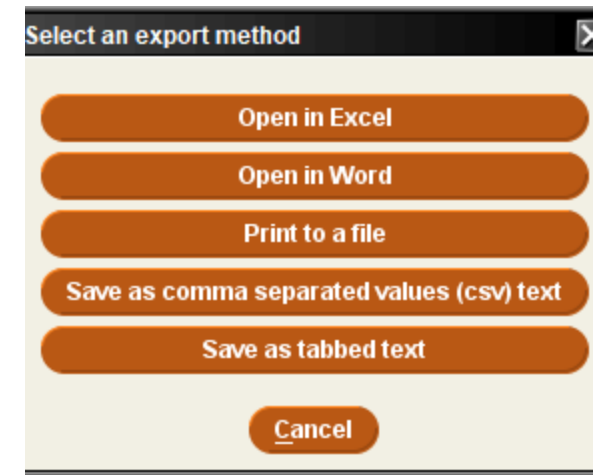 Select an export method
Open in Excel
Open in Word
Print to a file
Save as comma separated values (csv) text
Save as tabbed text
Cancel